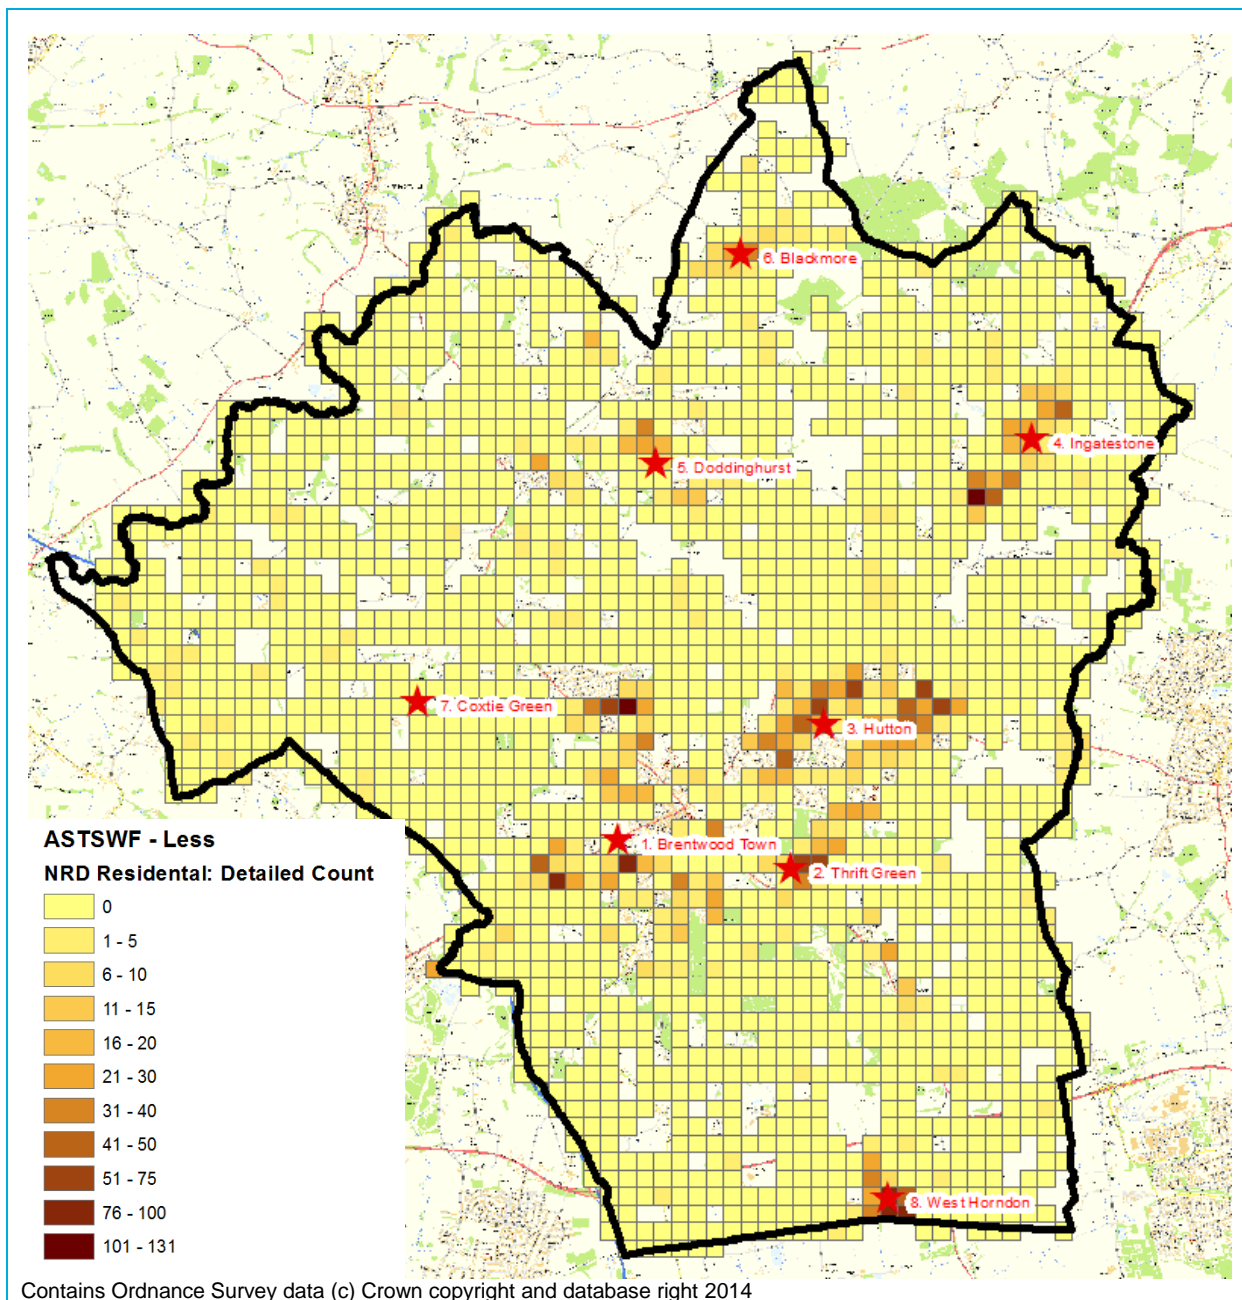 6. Blackmore
4. Ingatestone
5. Doddinghurst
7. Coxtie Green
3. Hutton
1. Brentwood Town
2. Thrift Green
8. West Horndon
ASTSWF - Less
NRD Residental: Detailed Count
0
1 - 5
6 - 10
11 - 15
16 - 20
21 - 30
31 - 40
41 - 50
51 - 75
76 - 100
101 - 131
Contains Ordnance Survey data (c) Crown copyright and database right 2014